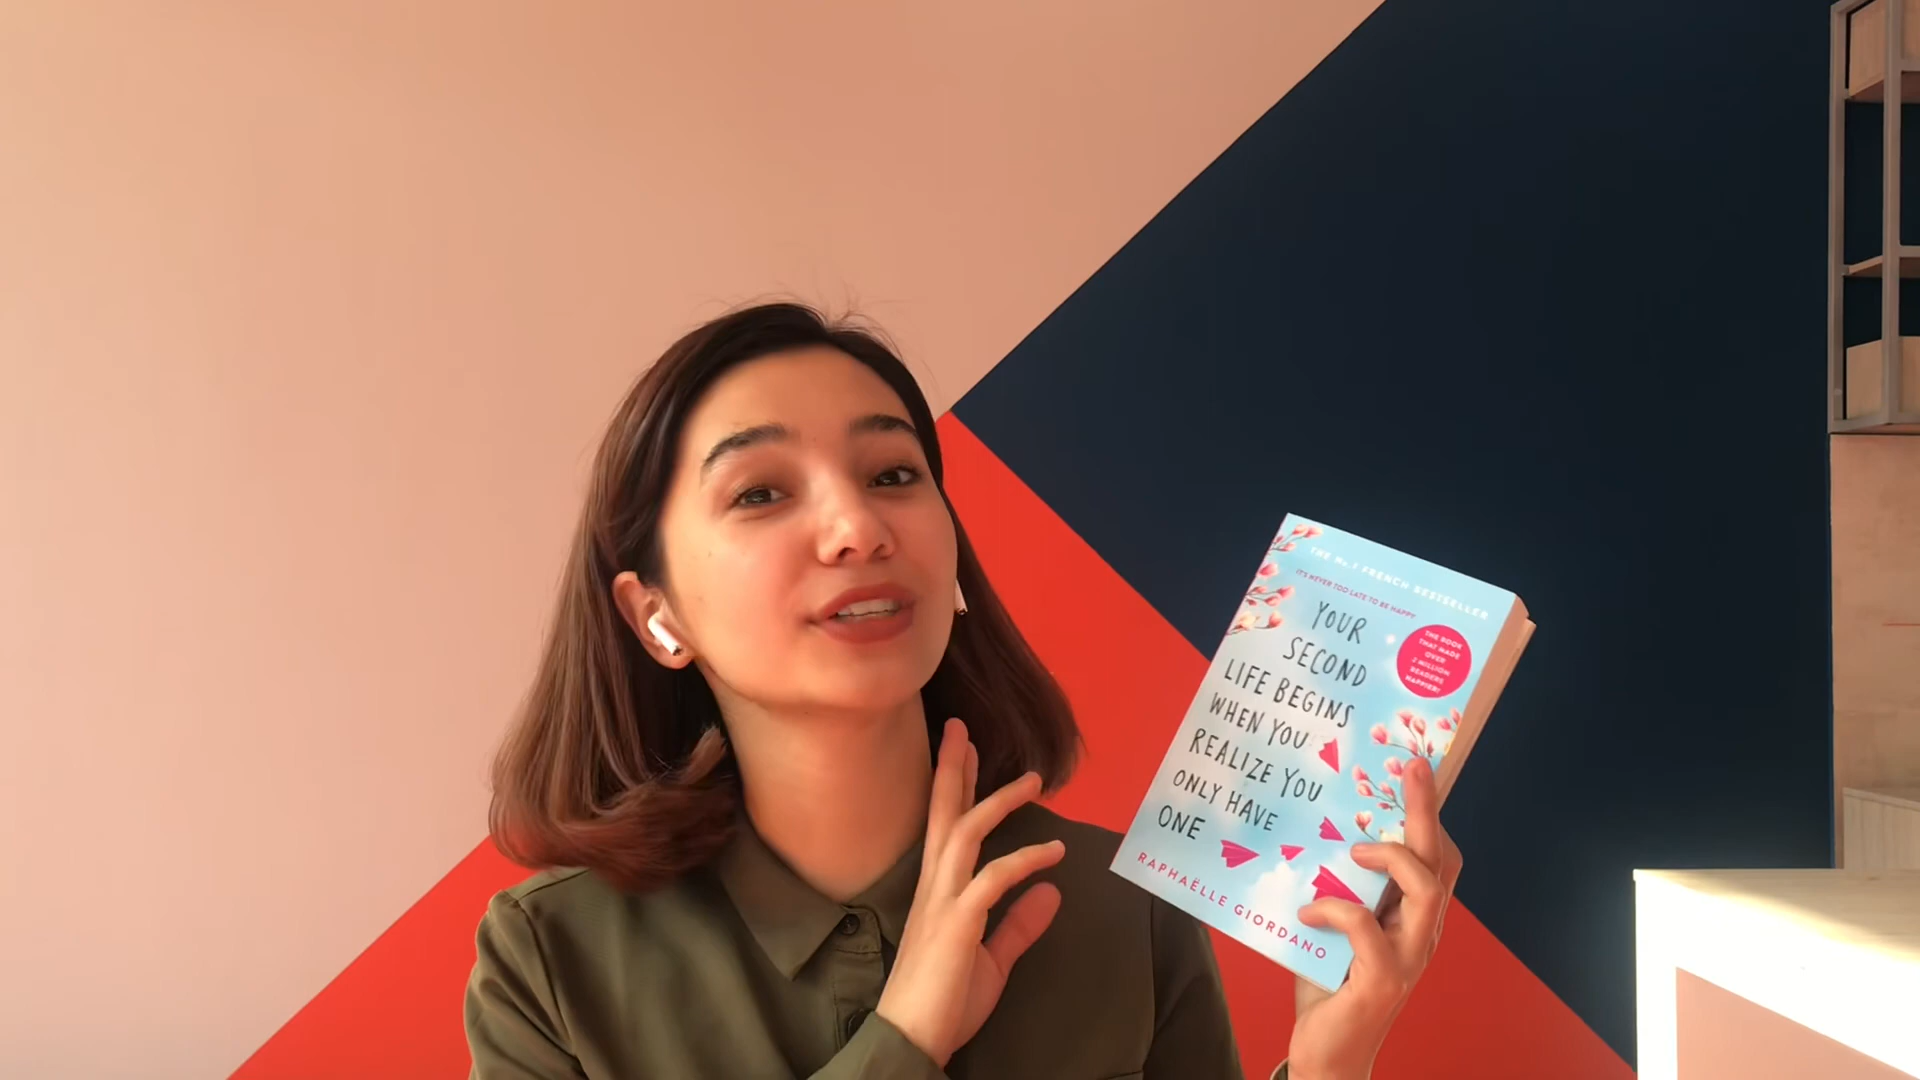 THE No.1 FRENCH BESTSELLER
IT'S NEVER TOO LATE TO BE HAPPY
YOUR
SECOND
LIFE BEGINS
WHEN YOU
REALIZE YOU
ONLY HAVE
ONE
THE BOOK
THAT MADE
OVER
2 MILLION
READERS
HAPPIER!
RAPHAËLLE GIORDANO